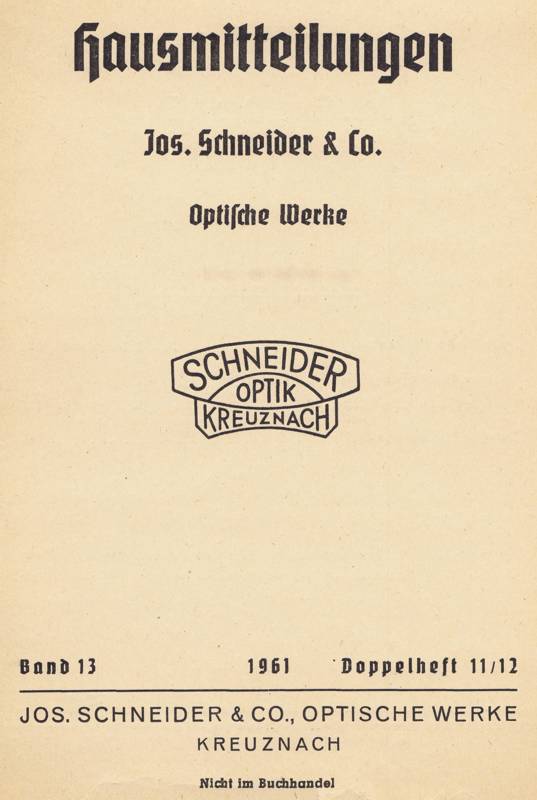 Hausmitteilungen
Jos. Schneider & Co.
Optiſche Werke
SCHNEIDER
OPTIK
KREUZNACH
Band 13 1961 Doppelheft 11/12
JOS. SCHNEIDER & CO., OPTISCHE WERKE
KREUZNACH
Nicht im Buchhandel